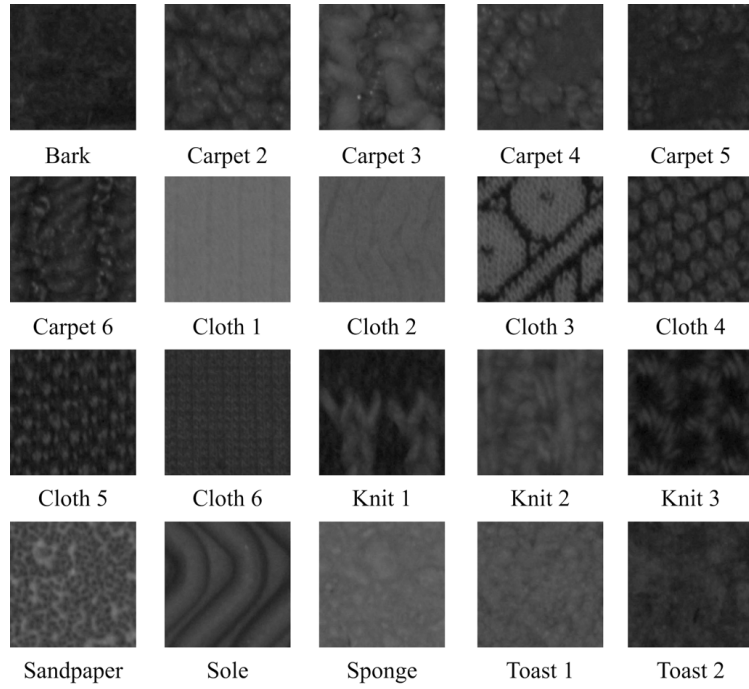 Bark Carpet 2 Carpet 3 Carpet 4 Carpet 5
Carpet 6 Cloth 1 Cloth 2 Cloth 3 Cloth 4
Cloth 5 Cloth 6 Knit 1 Knit 2 Knit 3
Sandpaper Sole Sponge Toast 1 Toast 2